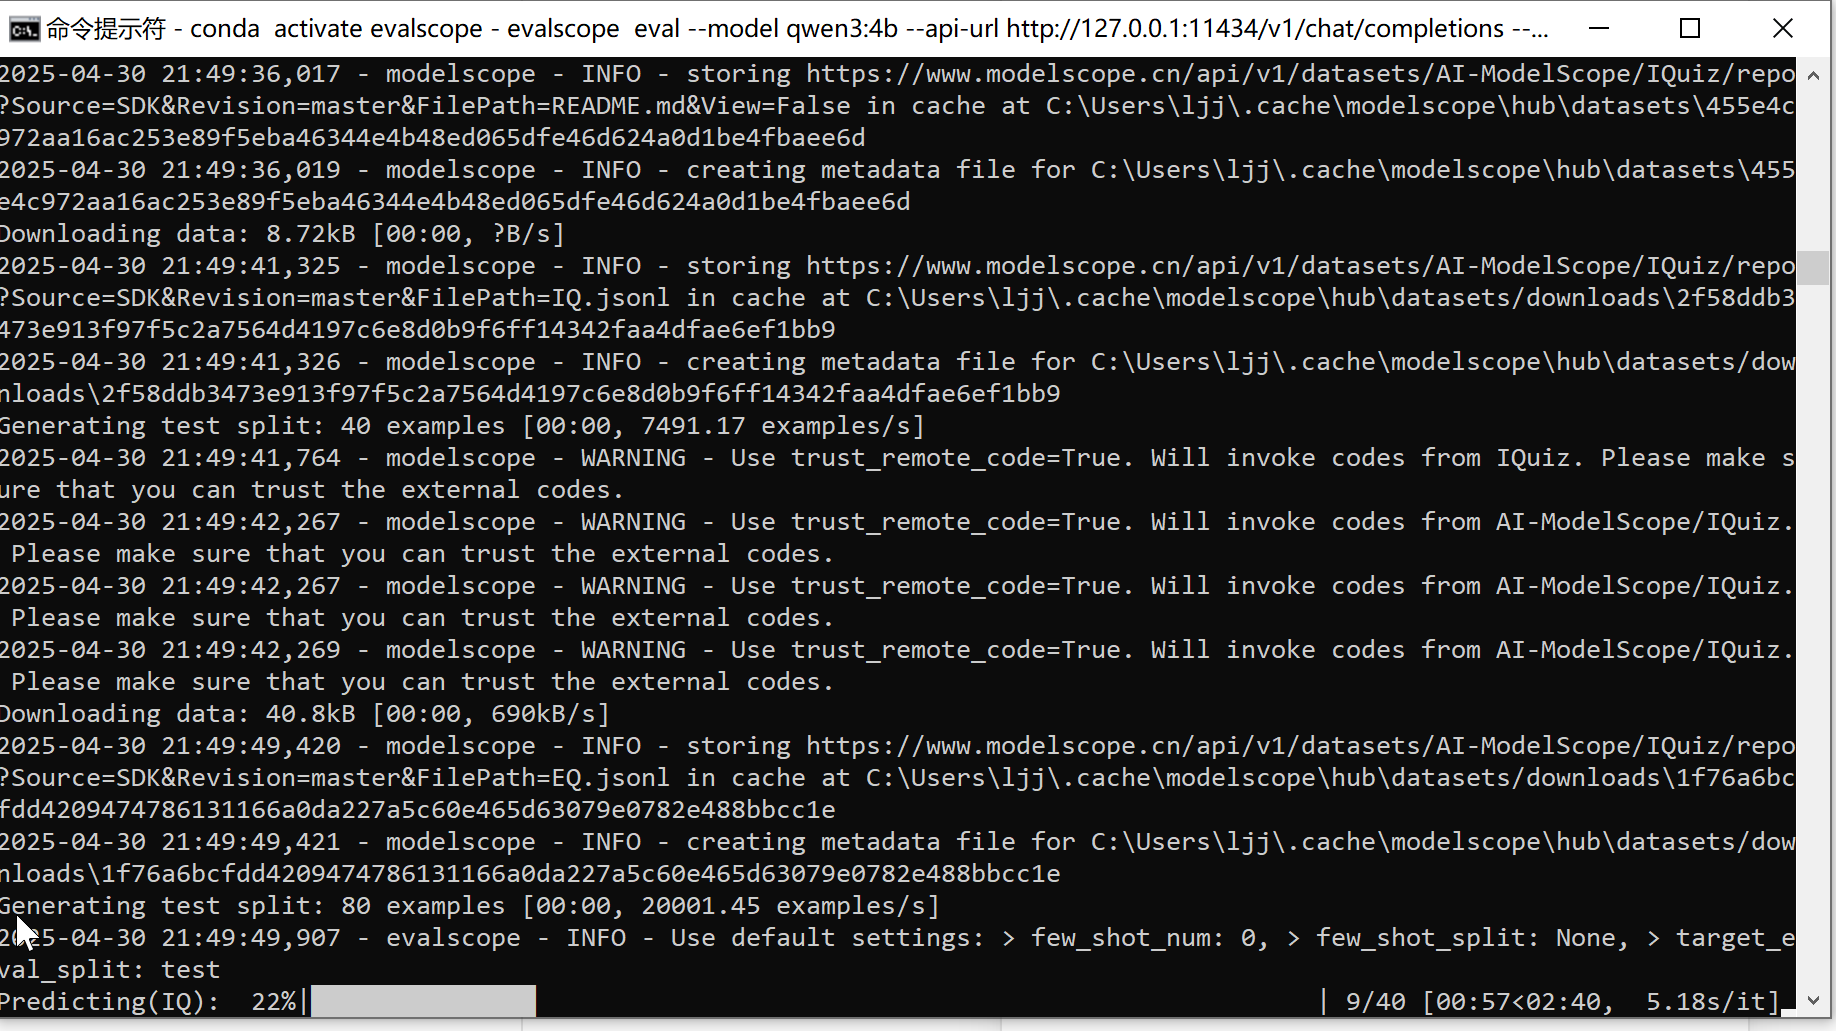 命令提示符 - conda  activate evalscope - evalscope  eval --model qwen3:4b --api-url http://127.0.0.1:11434/v1/chat/completions --...
2025-04-30 21:49:36,017 - modelscope - INFO - storing https://www.modelscope.cn/api/v1/datasets/AI-ModelScope/IQuiz/repo
?Source=SDK&Revision=master&FilePath=README.md&View=False in cache at C:\Users\ljj\.cache\modelscope\hub\datasets\455e4c
972aa16ac253e89f5eba46344e4b48ed065dfe46d624a0d1be4fbaee6d
2025-04-30 21:49:36,019 - modelscope - INFO - creating metadata file for C:\Users\ljj\.cache\modelscope\hub\datasets\455
e4c972aa16ac253e89f5eba46344e4b48ed065dfe46d624a0d1be4fbaee6d
Downloading data: 8.72kB [00:00, ?B/s]
2025-04-30 21:49:41,325 - modelscope - INFO - storing https://www.modelscope.cn/api/v1/datasets/AI-ModelScope/IQuiz/repo
?Source=SDK&Revision=master&FilePath=IQ.jsonl in cache at C:\Users\ljj\.cache\modelscope\hub\datasets/downloads\2f58ddb3
473e913f97f5c2a7564d4197c6e8d0b9f6ff14342faa4dfae6ef1bb9
2025-04-30 21:49:41,326 - modelscope - INFO - creating metadata file for C:\Users\ljj\.cache\modelscope\hub\datasets/dow
nloads\2f58ddb3473e913f97f5c2a7564d4197c6e8d0b9f6ff14342faa4dfae6ef1bb9
Generating test split: 40 examples [00:00, 7491.17 examples/s]
2025-04-30 21:49:41,764 - modelscope - WARNING - Use trust_remote_code=True. Will invoke codes from IQuiz. Please make s
ure that you can trust the external codes.
2025-04-30 21:49:42,267 - modelscope - WARNING - Use trust_remote_code=True. Will invoke codes from AI-ModelScope/IQuiz.
 Please make sure that you can trust the external codes.
2025-04-30 21:49:42,267 - modelscope - WARNING - Use trust_remote_code=True. Will invoke codes from AI-ModelScope/IQuiz.
 Please make sure that you can trust the external codes.
2025-04-30 21:49:42,269 - modelscope - WARNING - Use trust_remote_code=True. Will invoke codes from AI-ModelScope/IQuiz.
 Please make sure that you can trust the external codes.
Downloading data: 40.8kB [00:00, 690kB/s]
2025-04-30 21:49:49,420 - modelscope - INFO - storing https://www.modelscope.cn/api/v1/datasets/AI-ModelScope/IQuiz/repo
?Source=SDK&Revision=master&FilePath=EQ.jsonl in cache at C:\Users\ljj\.cache\modelscope\hub\datasets/downloads\1f76a6bc
fdd4209474786131166a0da227a5c60e465d63079e0782e488bbcc1e
2025-04-30 21:49:49,421 - modelscope - INFO - creating metadata file for C:\Users\ljj\.cache\modelscope\hub\datasets/dow
nloads\1f76a6bcfdd4209474786131166a0da227a5c60e465d63079e0782e488bbcc1e
Generating test split: 80 examples [00:00, 20001.45 examples/s]
2025-04-30 21:49:49,907 - evalscope - INFO - Use default settings: > few_shot_num: 0, > few_shot_split: None, > target_e
val_split: test
Predicting(IQ):  22%| | 9/40 [00:57<02:40,  5.18s/it]